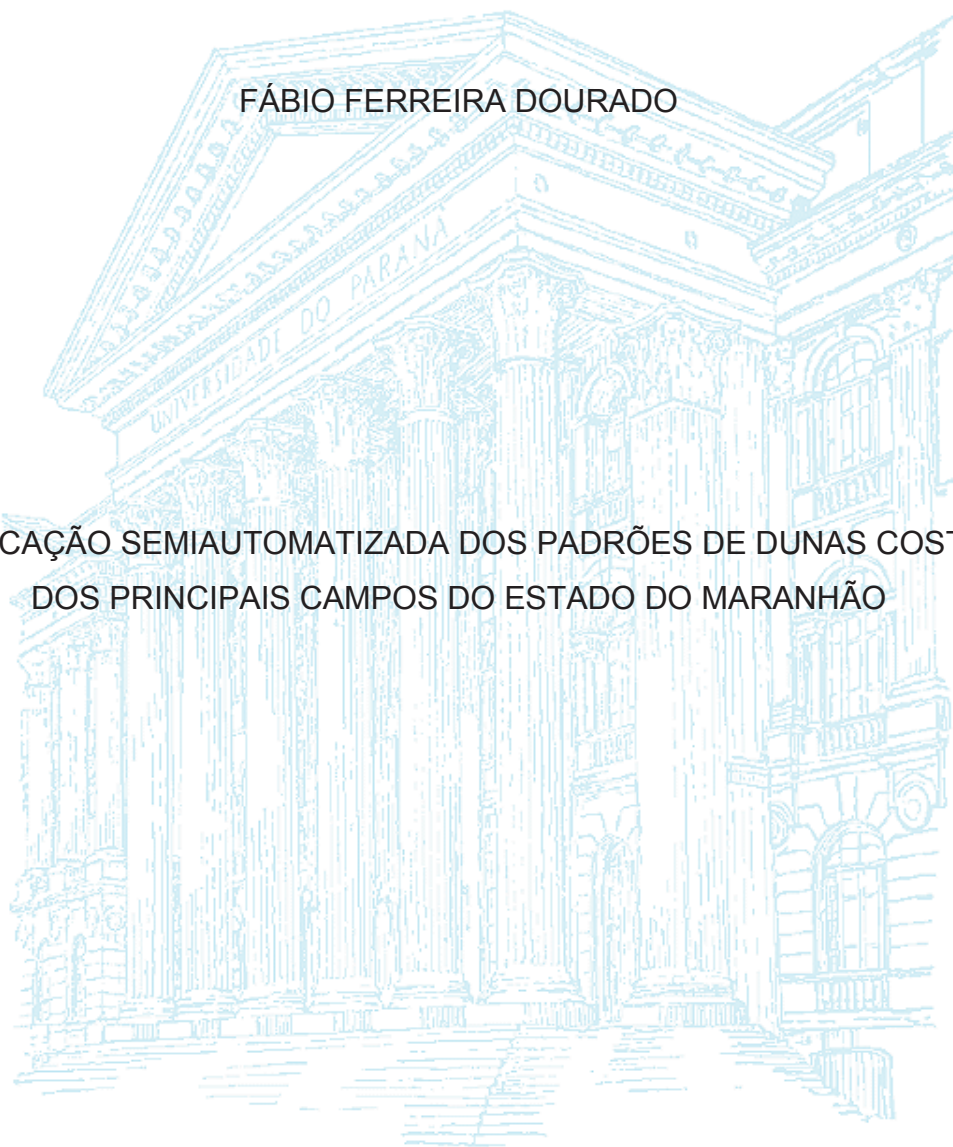 FÁBIO FERREIRA DOURADO
UNIVERSIDADE DO PARANÁ
CAÇÃO SEMIAUTOMATIZADA DOS PADRÕES DE DUNAS COST
DOS PRINCIPAIS CAMPOS DO ESTADO DO MARANHÃO